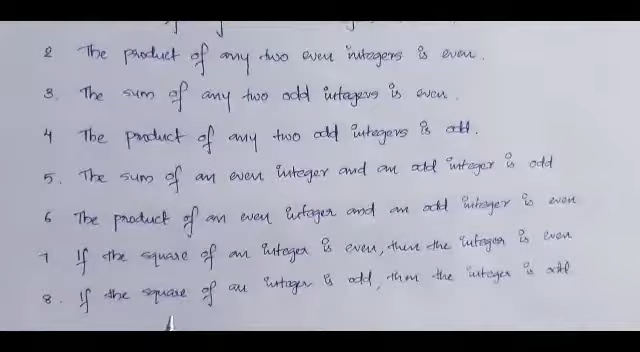 2 The product of any two even integers is even.
3. The sum of any two odd integers is even.
4 The product of any two odd integers is odd.
5. The sum of an even integer and an odd integer is odd
6 The product of an even integer and an odd integer is even
7 If the square of an integer is even, then the integer is even
8. If the square of an integer is odd, then the integer is odd